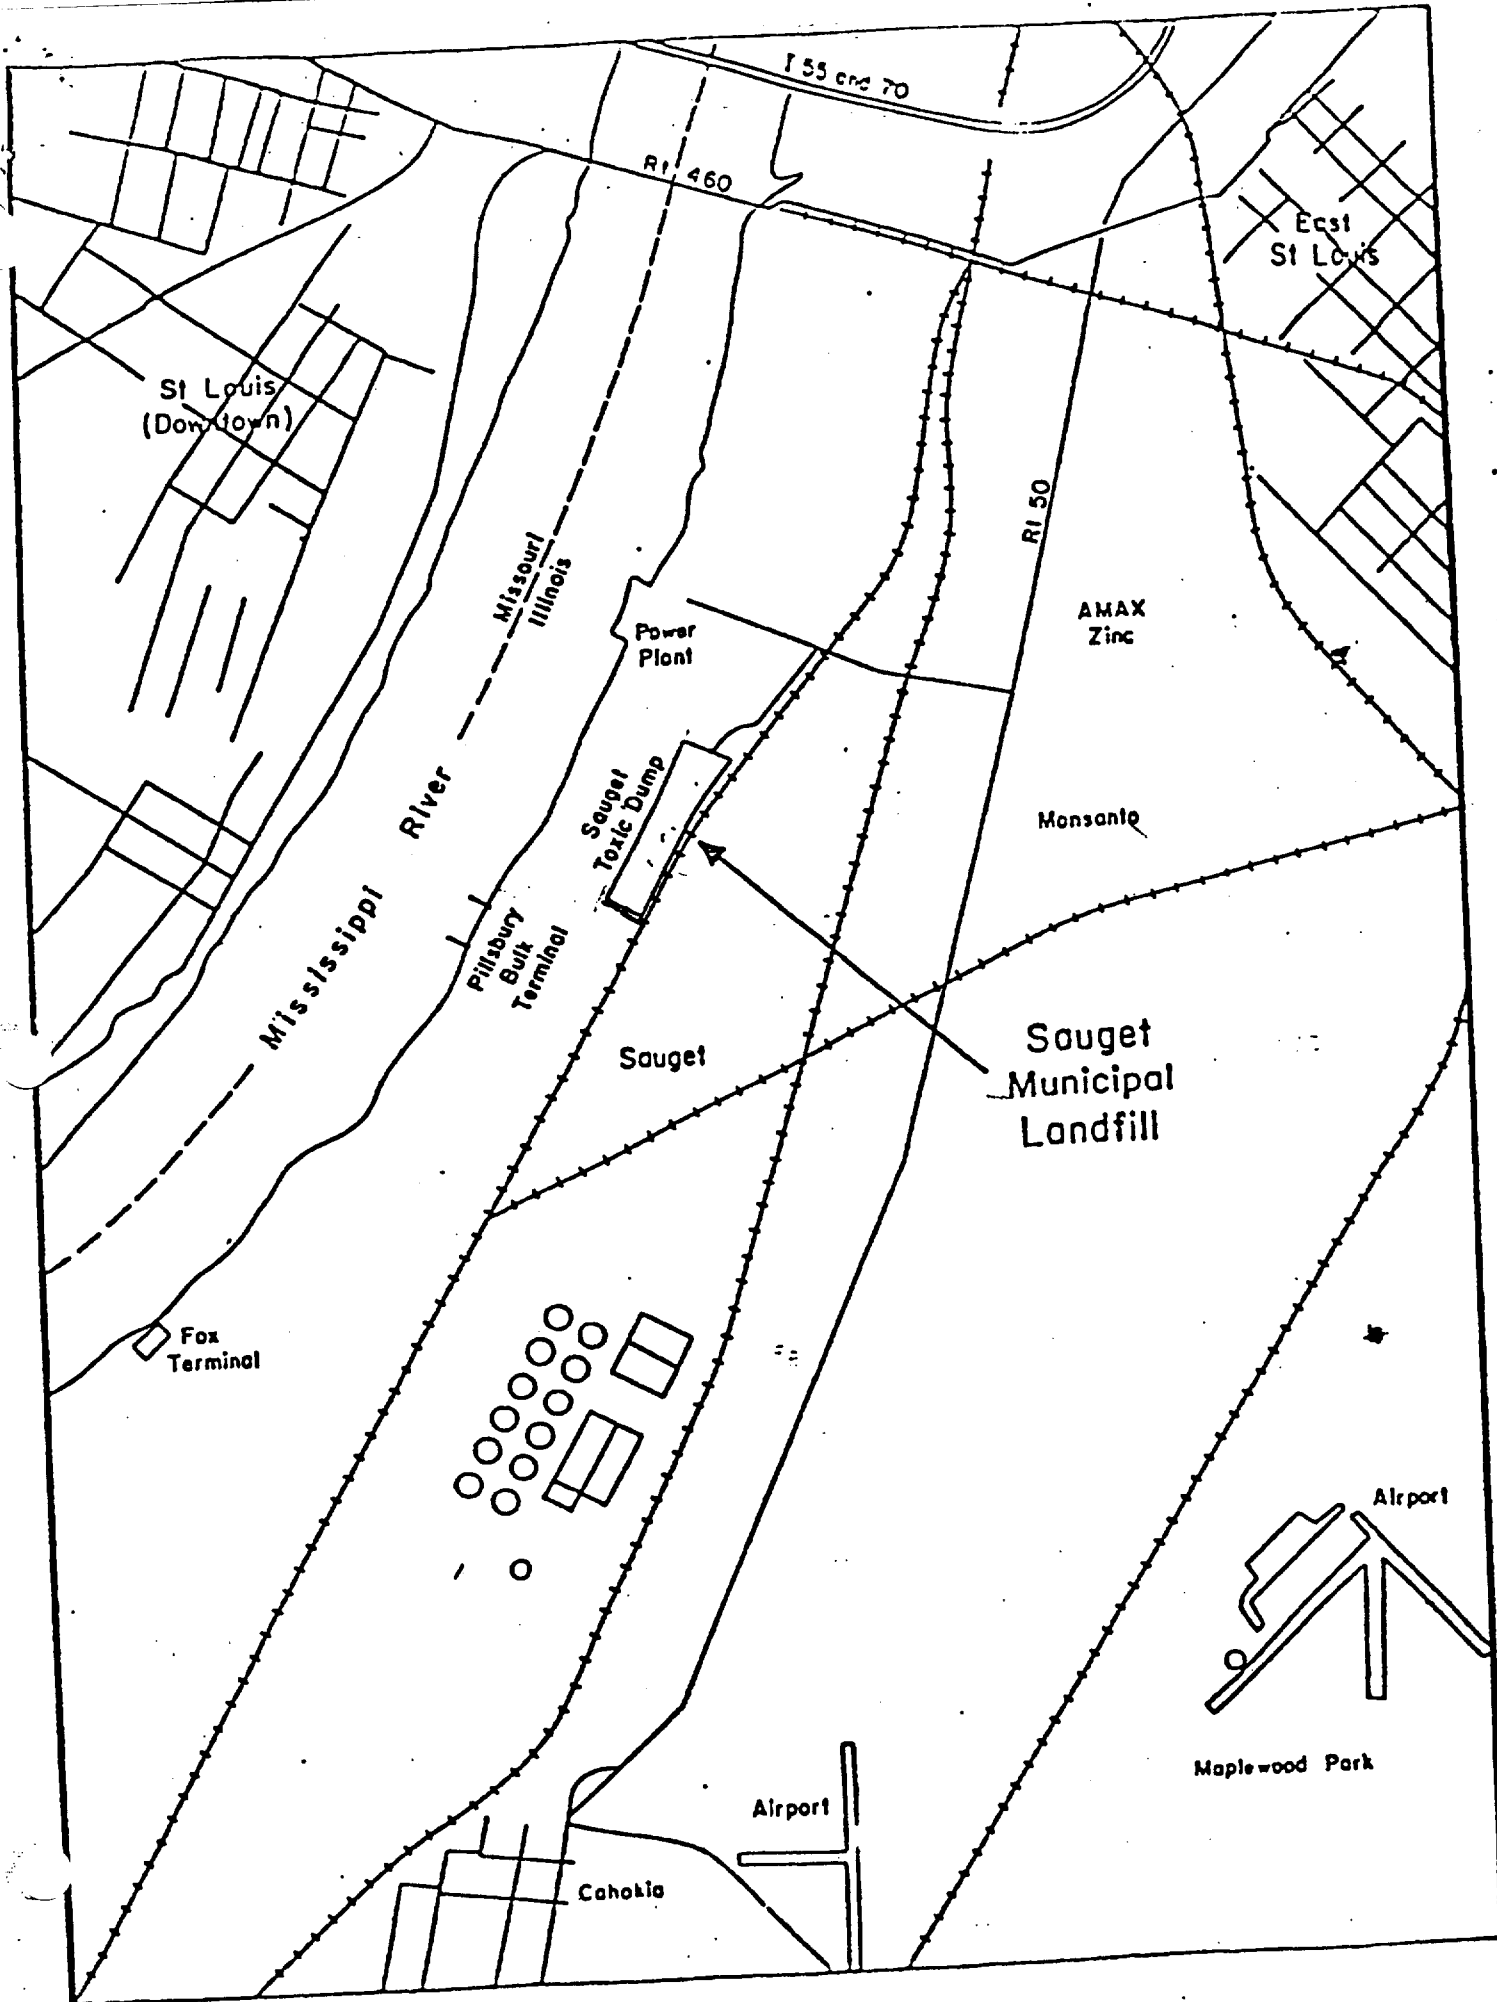 I 55 and 70
Rt. 460
East
St Louis
St Louis
(Downtown)
Rt 50
Missouri
Illinois
AMAX
Zinc
Power
Plant
Sauget
Toxic Dump
Monsanto
Mississippi River
Pillsbury
Bulk
Terminal
Sauget
Sauget
Municipal
Landfill
Fox
Terminal
Airport
Maplewood Park
Airport
Cahokia